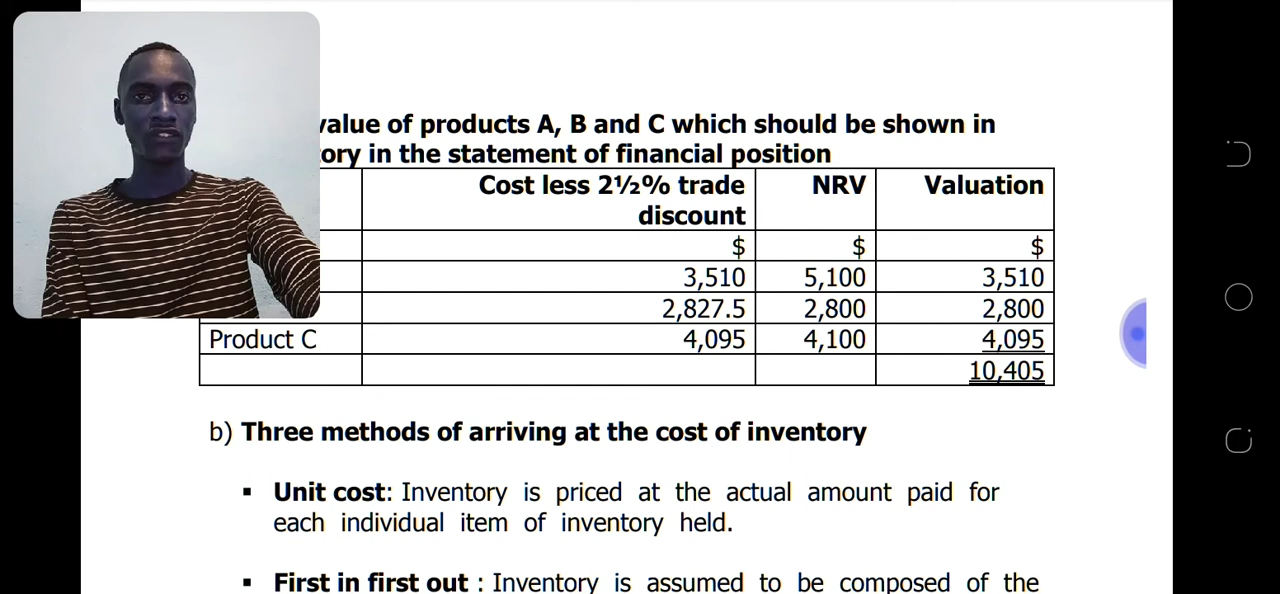 value of products A, B and C which should be shown in
ory in the statement of financial position
Cost less 2½% trade discount NRV Valuation
$ $ $
3,510 5,100 3,510
2,827.5 2,800 2,800
Product C 4,095 4,100 4,095
10,405
b) Three methods of arriving at the cost of inventory
▪ Unit cost: Inventory is priced at the actual amount paid for
each individual item of inventory held.
▪ First in first out : Inventory is assumed to be composed of the